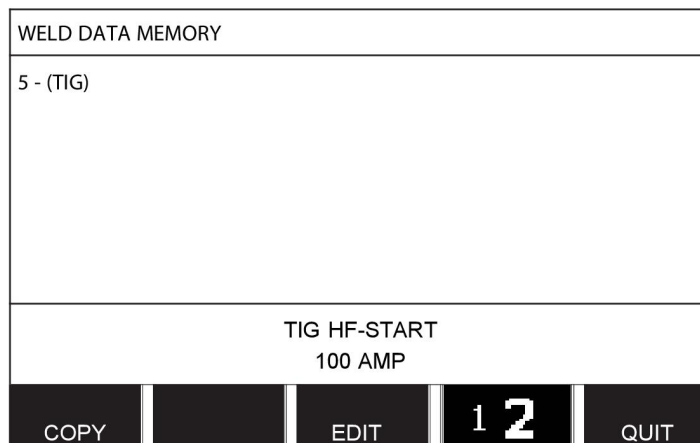 WELD DATA MEMORY
5 - (TIG)
TIG HF-START
100 AMP
COPY EDIT 1 2 QUIT